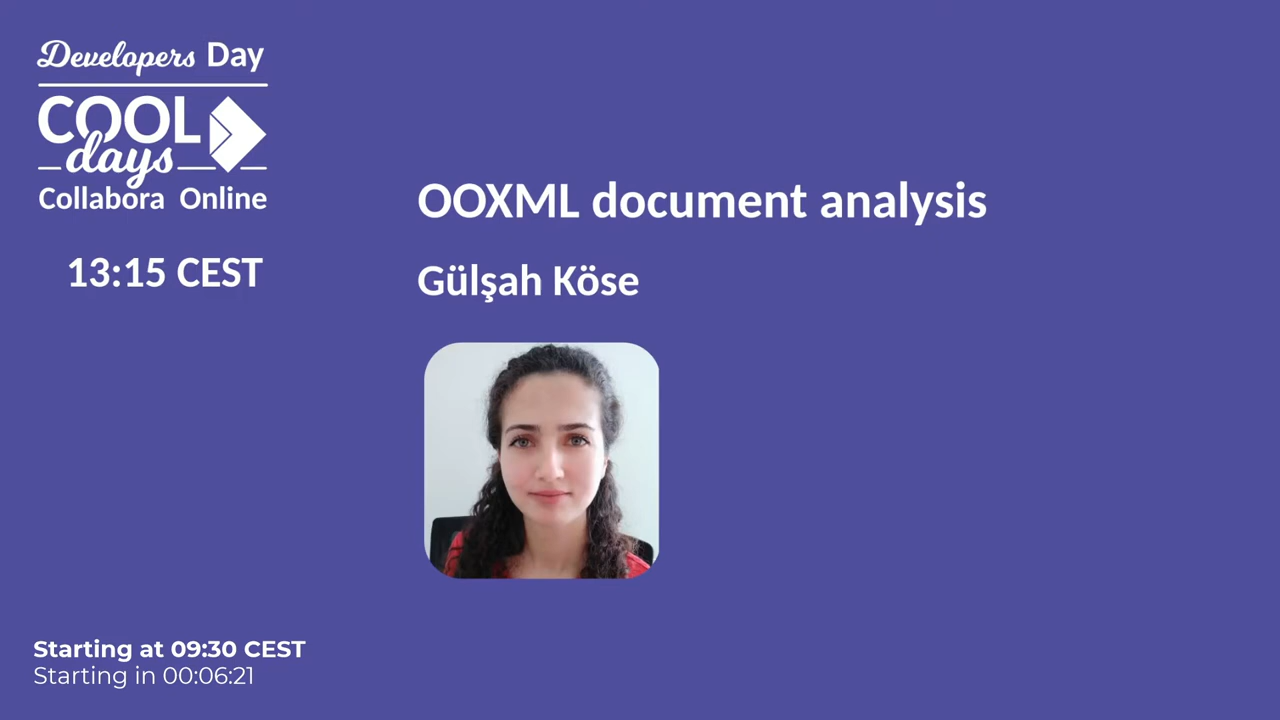 Developers Day
COOL
days
Collabora Online
13:15 CEST
OOXML document analysis
Gülşah Köse
Starting at 09:30 CEST
Starting in 00:06:21